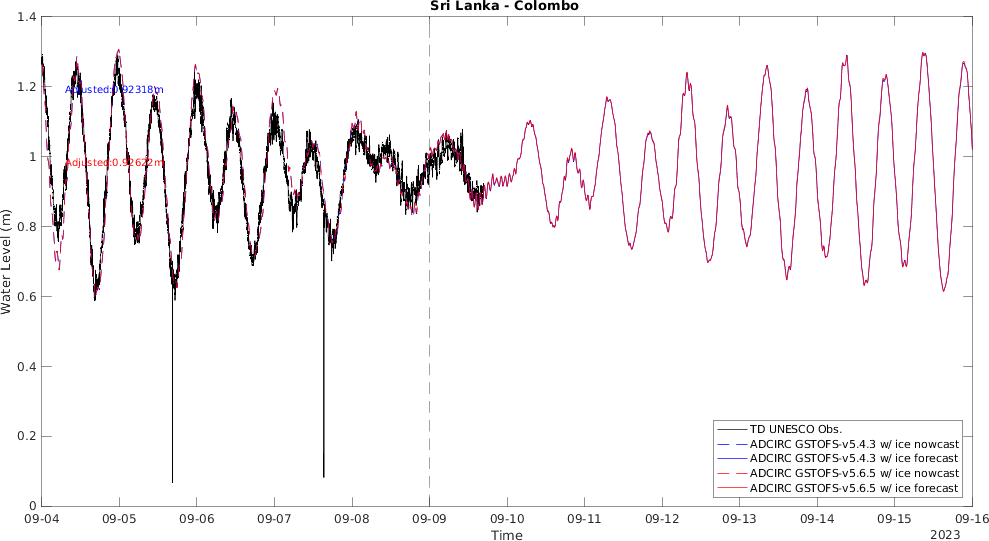 Sri Lanka - Colombo
1.4
1.2
1
0.8
0.6
0.4
0.2
0
Water Level (m)
Adjusted:0.92318m
Adjusted:0.92622m
TD UNESCO Obs.
ADCIRC GSTOFS-v5.4.3 w/ ice nowcast
ADCIRC GSTOFS-v5.4.3 w/ ice forecast
ADCIRC GSTOFS-v5.6.5 w/ ice nowcast
ADCIRC GSTOFS-v5.6.5 w/ ice forecast
09-04 09-05 09-06 09-07 09-08 09-09 09-10 09-11 09-12 09-13 09-14 09-15 09-16
Time
2023